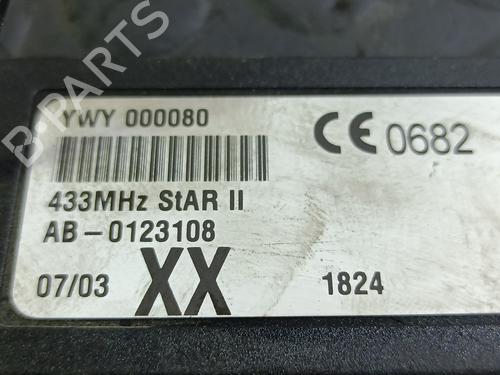 YWY 000080
CE 0682
433MHz StAR II
AB-0123108
07/03 XX 1824
B-PARTS